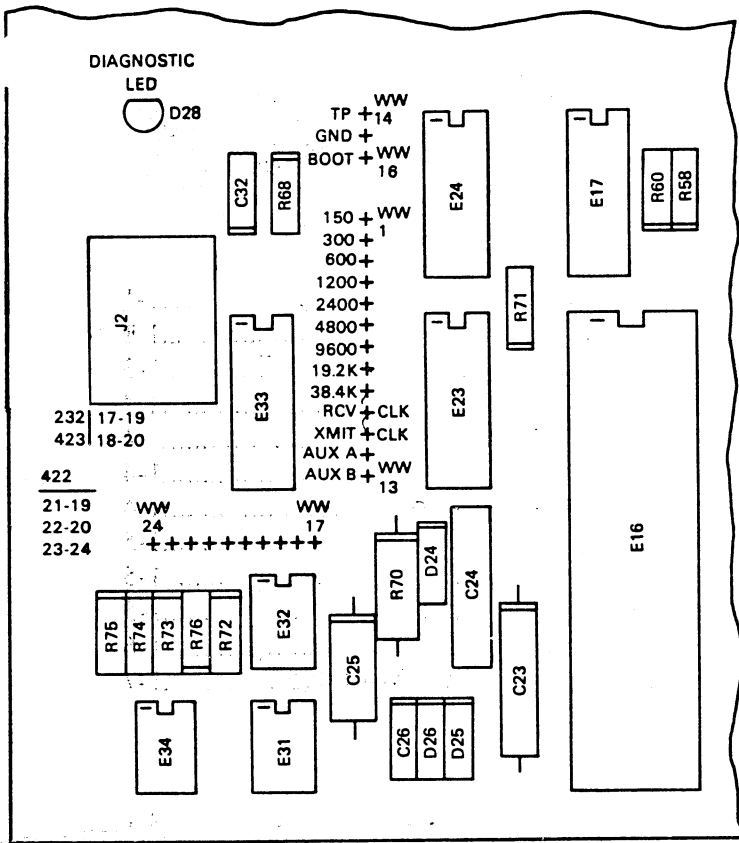 DIAGNOSTIC
LED
D28
TP + WW
14
GND +
BOOT + WW
16
C32
R68
E24
E17
R60
R58
150 + WW
1
300 +
600 +
1200 +
2400 +
4800 +
9600 +
19.2K +
38.4K +
RCV + CLK
XMIT + CLK
AUX A +
AUX B + WW
13
J2
E33
E23
R71
E16
232 | 17-19
423 | 18-20
422
21-19
22-20
23-24
WW
24
WW
17
+ + + + + + + + +
R75
R74
R73
R76
R72
E32
C25
R70
D24
C24
C23
E34
E31
C26
D26
D25